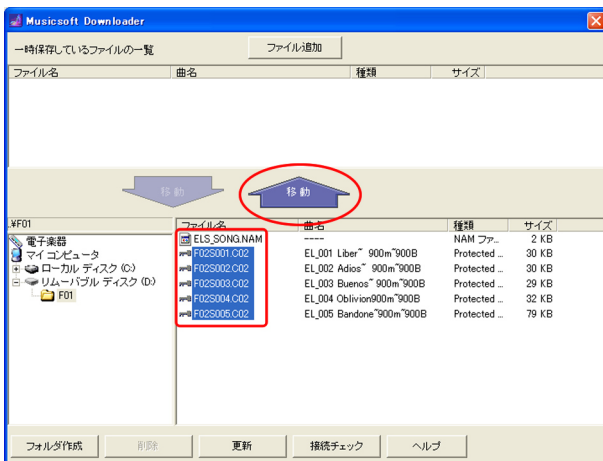 Musicsoft Downloader
一時保存しているファイルの一覧 ファイル追加
ファイル名 曲名 種類 サイズ
移動 移動
.¥F01 ファイル名 曲名 種類 サイズ
電子楽器
マイ コンピュータ
ローカル ディスク (C:)
リムーバブル ディスク (D:)
F01
ELS_SONG.NAM ---- NAM ファ... 2 KB
F02S001.C02 EL_001 Liber~ 900m~900B Protected ... 30 KB
F02S002.C02 EL_002 Adios~ 900m~900B Protected ... 30 KB
F02S003.C02 EL_003 Buenos~ 900m~900B Protected ... 29 KB
F02S004.C02 EL_004 Oblivion900m~900B Protected ... 32 KB
F02S005.C02 EL_005 Bandone~900m~900B Protected ... 79 KB
フォルダ作成 削除 更新 接続チェック ヘルプ